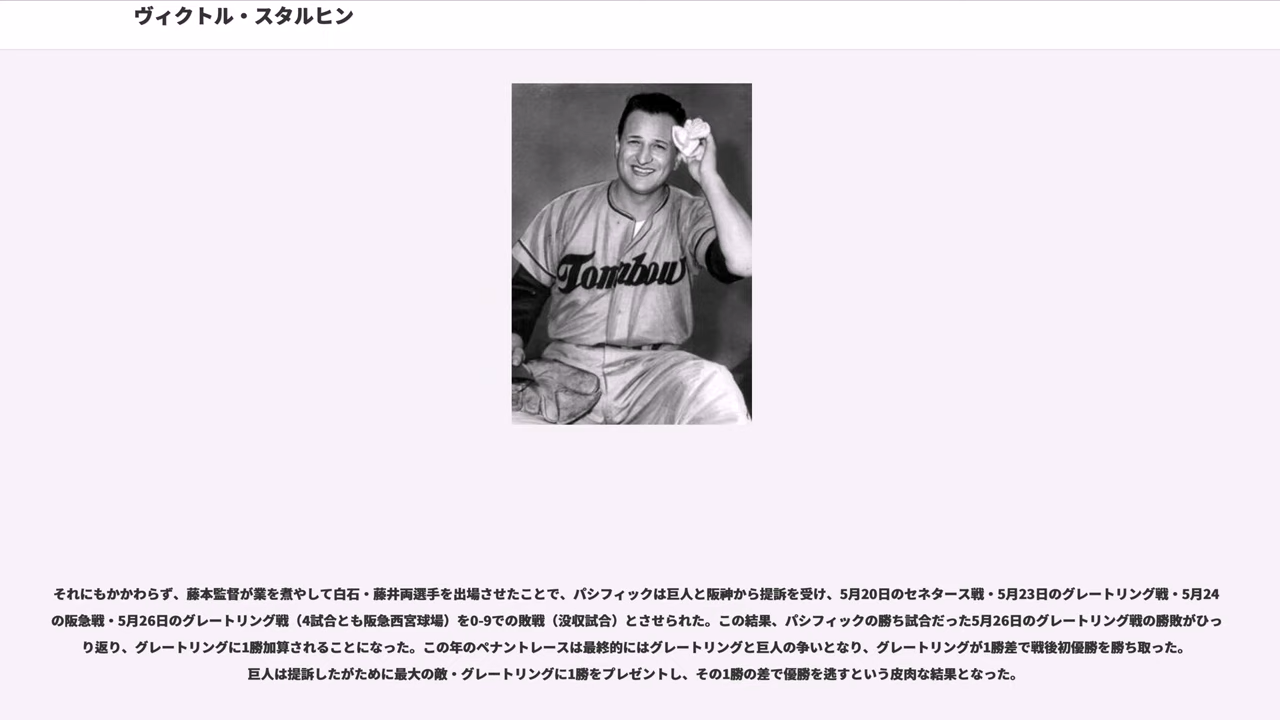 ヴィクトル・スタルヒン
Tombow
それにもかかわらず、藤本監督が業を煮やして白石・藤井両選手を出場させたことで、パシフィックは巨人と阪神から提訴を受け、5月20日のセネタース戦・5月23日のグレートリング戦・5月24
の阪急戦・5月26日のグレートリング戦（4試合とも阪急西宮球場）を0-9での敗戦（没収試合）とさせられた。この結果、パシフィックの勝ち試合だった5月26日のグレートリング戦の勝敗がひっ
り返り、グレートリングに1勝加算されることになった。この年のペナントレースは最終的にはグレートリングと巨人の争いとなり、グレートリングが1勝差で戦後初優勝を勝ち取った。
巨人は提訴したがために最大の敵・グレートリングに1勝をプレゼントし、その1勝の差で優勝を逃すという皮肉な結果となった。